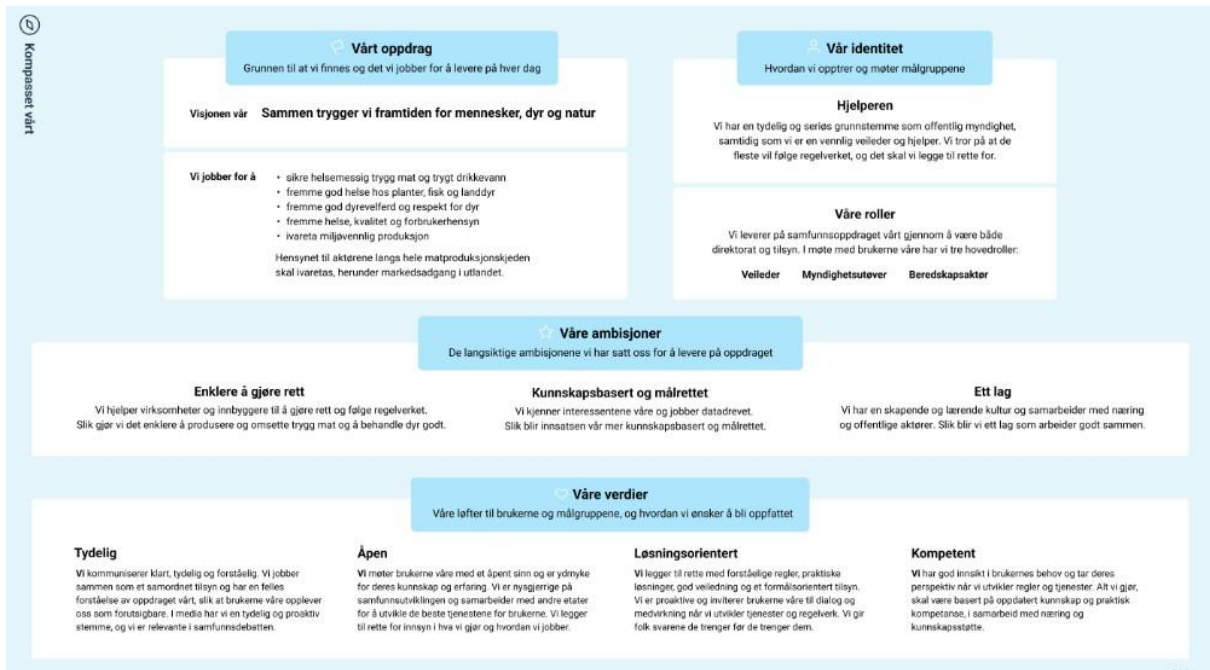 Kompasset vårt
Vårt oppdrag
Grunnen til at vi finnes og det vi jobber for å levere på hver dag
Visjonen vår Sammen trygger vi framtiden for mennesker, dyr og natur
Vi jobber for å
• sikre helsemessig trygg mat og trygt drikkevann
• fremme god helse hos planter, fisk og landdyr
• fremme god dyrevelferd og respekt for dyr
• fremme helse, kvalitet og forbrukerhensyn
• ivareta miljøvennlig produksjon
Hensynet til aktørene langs hele matproduksjonskjeden
skal ivaretas, herunder markedsadgang i utlandet.
Vår identitet
Hvordan vi opptrer og møter målgruppene
Hjelperen
Vi har en tydelig og seriøs grunnstemme som offentlig myndighet,
samtidig som vi er en vennlig veileder og hjelper. Vi tror på at de
fleste vil følge regelverket, og det skal vi legge til rette for.
Våre roller
Vi leverer på samfunnsoppdraget vårt gjennom å være både
direktorat og tilsyn. I møte med brukerne våre har vi tre hovedroller:
Veileder Myndighetsutøver Beredskapsaktør
Våre ambisjoner
De langsiktige ambisjonene vi har satt oss for å levere på oppdraget
Enklere å gjøre rett
Vi hjelper virksomheter og innbyggere til å gjøre rett og følge regelverket.
Slik gjør vi det enklere å produsere og omsette trygg mat og å behandle dyr godt.
Kunnskapsbasert og målrettet
Vi kjenner interessentene våre og jobber datadrevet.
Slik blir innsatsen vår mer kunnskapsbasert og målrettet.
Ett lag
Vi har en skapende og lærende kultur og samarbeider med næring
og offentlige aktører. Slik blir vi ett lag som arbeider godt sammen.
Våre verdier
Våre løfter til brukerne og målgruppene, og hvordan vi ønsker å bli oppfattet
Tydelig
Vi kommuniserer klart, tydelig og forståelig. Vi jobber
sammen som et samordnet tilsyn og har en felles
forståelse av oppdraget vårt, slik at brukerne våre opplever
oss som forutsigbare. I media har vi en tydelig og proaktiv
stemme, og vi er relevante i samfunnsdebatten.
Åpen
Vi møter brukerne våre med et åpent sinn og er ydmyke
for deres kunnskap og erfaring. Vi er nysgjerrige på
samfunnsutviklingen og samarbeider med andre etater
for å utvikle de beste tjenestene for brukerne. Vi legger
til rette for innsyn i hva vi gjør og hvordan vi jobber.
Løsningsorientert
Vi legger til rette med forståelige regler, praktiske
løsninger, god veiledning og et formålsorientert tilsyn.
Vi er proaktive og inviterer brukerne våre til dialog og
medvirkning når vi utvikler tjenester og regelverk. Vi gir
folk svarene de trenger før de trenger dem.
Kompetent
Vi har god innsikt i brukernes behov og tar deres
perspektiv når vi utvikler regler og tjenester. Alt vi gjør,
skal være basert på oppdatert kunnskap og praktisk
kompetanse, i samarbeid med næring og
kunnskapsstøtte.